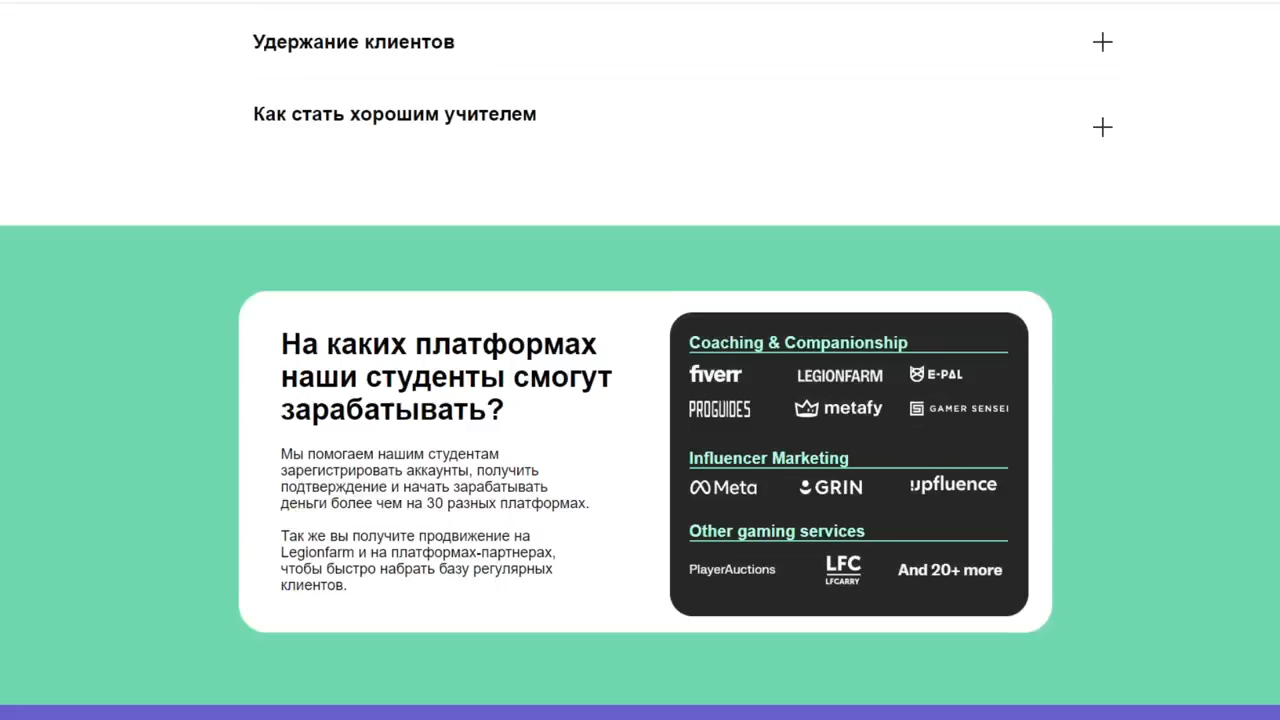 Удержание клиентов
Как стать хорошим учителем
На каких платформах
наши студенты смогут
зарабатывать?
Мы помогаем нашим студентам
зарегистрировать аккаунты, получить
подтверждение и начать зарабатывать
деньги более чем на 30 разных платформах.
Так же вы получите продвижение на
Legionfarm и на платформах-партнерах,
чтобы быстро набрать базу регулярных
клиентов.
Coaching & Companionship
fiverr LEGIONFARM E-PAL
PROGUIDES metafy GAMER SENSEI
Influencer Marketing
Meta GRIN upfluence
Other gaming services
PlayerAuctions LFC And 20+ more
LFCARRY